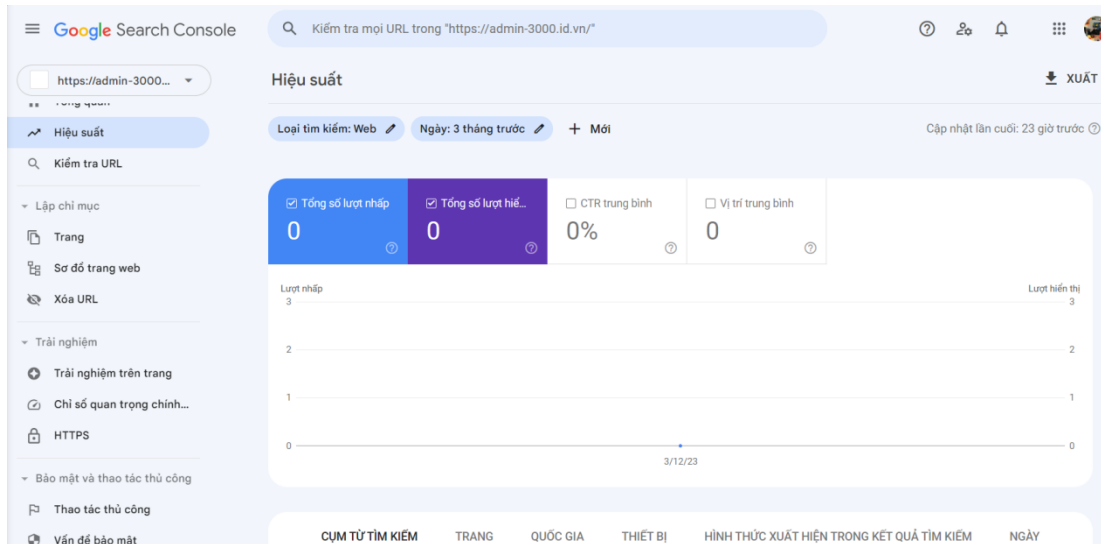 Google Search Console
Kiểm tra mọi URL trong "https://admin-3000.id.vn/"
https://admin-3000...
Tổng quan
Hiệu suất
Kiểm tra URL
Lập chỉ mục
Trang
Sơ đồ trang web
Xóa URL
Trải nghiệm
Trải nghiệm trên trang
Chỉ số quan trọng chính...
HTTPS
Bảo mật và thao tác thủ công
Thao tác thủ công
Vấn đề bảo mật
Hiệu suất
XUẤT
Loại tìm kiếm: Web
Ngày: 3 tháng trước
Mới
Cập nhật lần cuối: 23 giờ trước
Tổng số lượt nhấp
0
Tổng số lượt hiể...
0
CTR trung bình
0%
Vị trí trung bình
0
Lượt nhấp
Lượt hiển thị
3
3
2
2
1
1
0
0
3/12/23
CỤM TỪ TÌM KIẾM
TRANG
QUỐC GIA
THIẾT BỊ
HÌNH THỨC XUẤT HIỆN TRONG KẾT QUẢ TÌM KIẾM
NGÀY